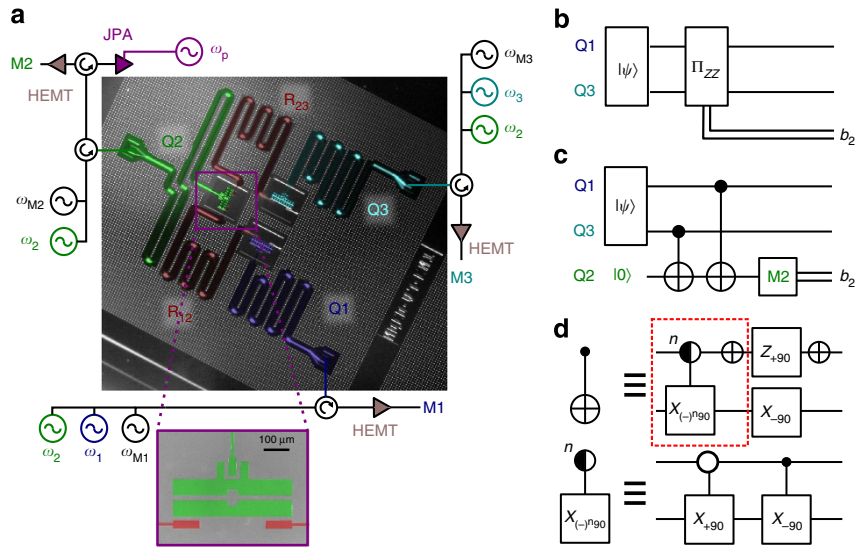 a
JPA
M2
ωp
HEMT
R23
Q2
ωM3
ω3
ω2
Q3
ωM2
ω2
HEMT
M3
R12
Q1
M1
HEMT
ω2
ω1
ωM1
100 μm
b
Q1
|ψ⟩
ΠZZ
Q3
b2
c
Q1
|ψ⟩
Q3
Q2
|0⟩
M2
b2
d
n
Z+90
X(−)ⁿ90
X−90
n
X(−)ⁿ90
X+90
X−90